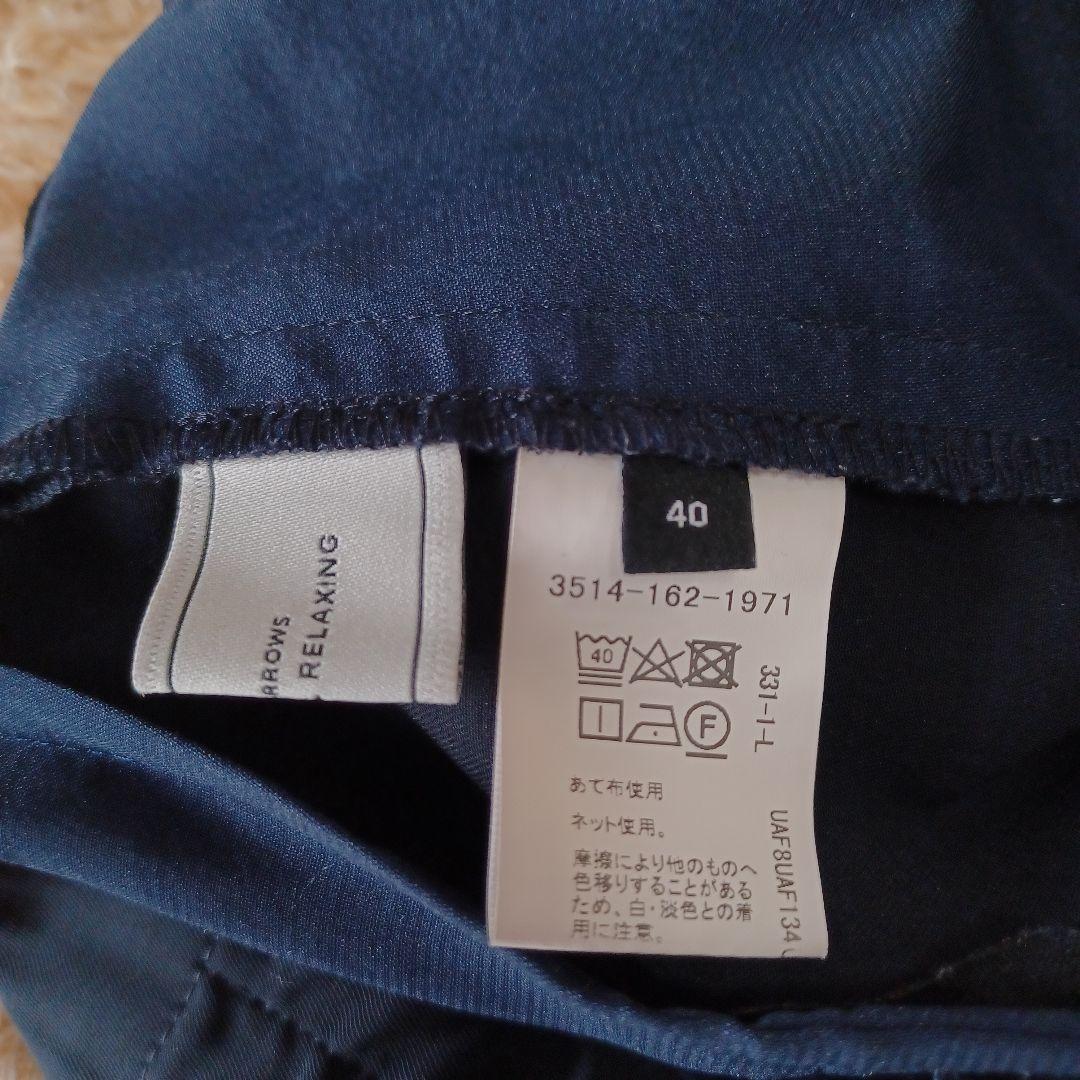 ARROWS
RELAXING
40
3514-162-1971
40
F
331-1-L
あて布使用
ネット使用。
摩擦により他のものへ
色移りすることがある
ため、白・淡色との着
用に注意。
UAF8UAF134